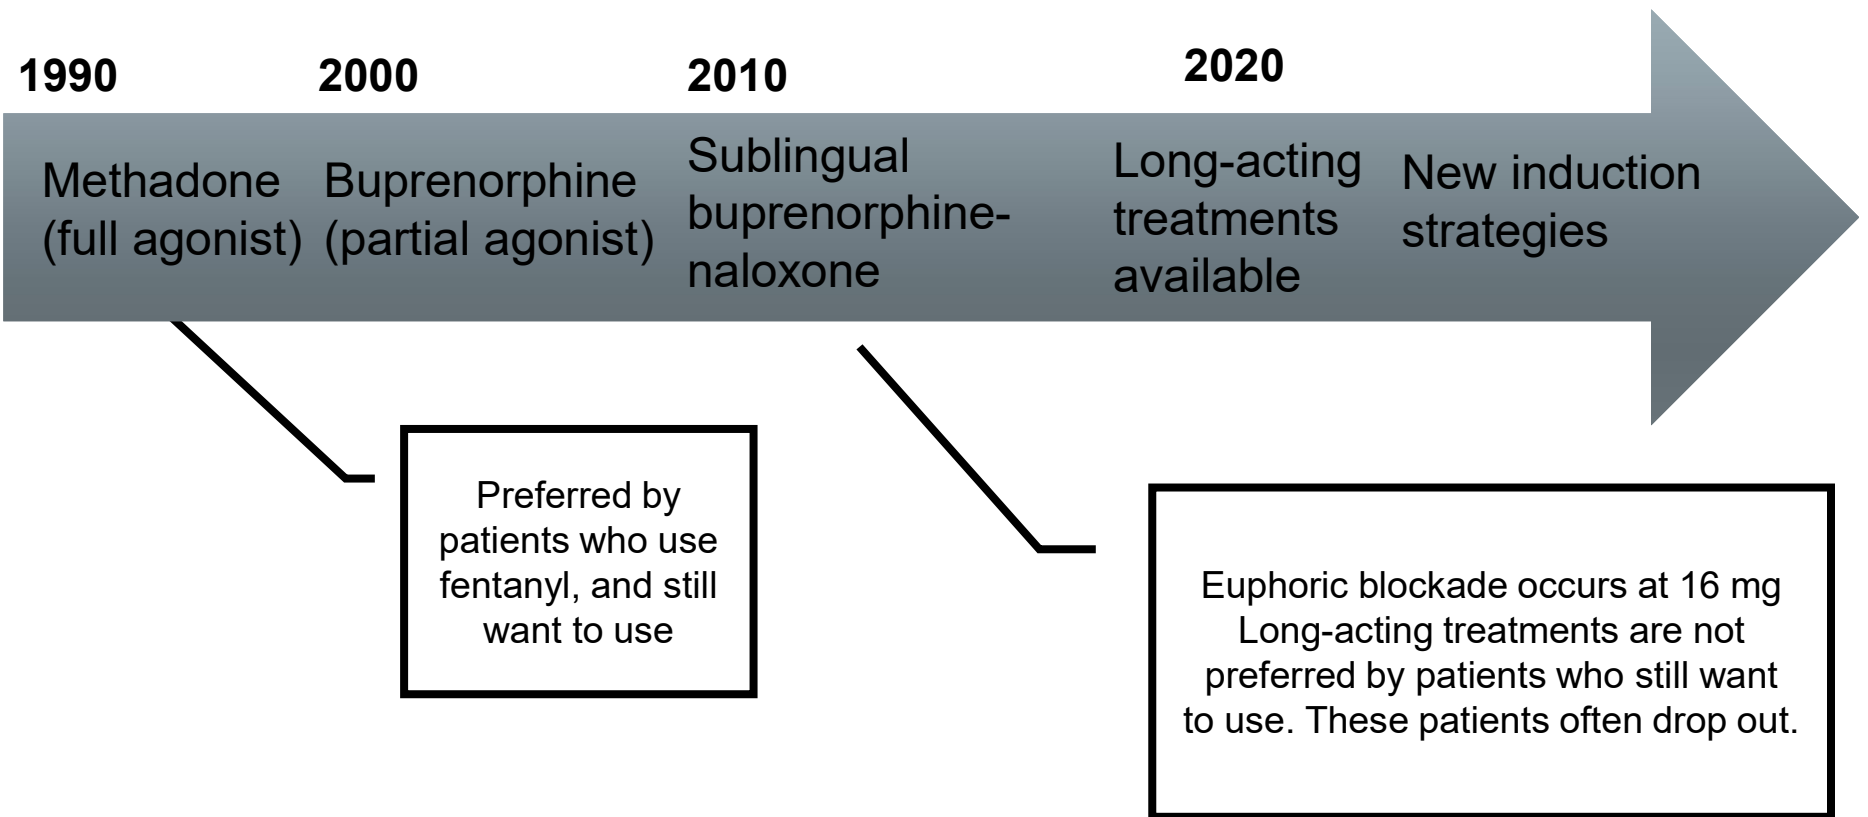 1990
2000
2010
2020
Methadone
(full agonist)
Buprenorphine
(partial agonist)
Sublingual
buprenorphine-
naloxone
Long-acting
treatments
available
New induction
strategies
Preferred by
patients who use
fentanyl, and still
want to use
Euphoric blockade occurs at 16 mg
Long-acting treatments are not
preferred by patients who still want
to use. These patients often drop out.